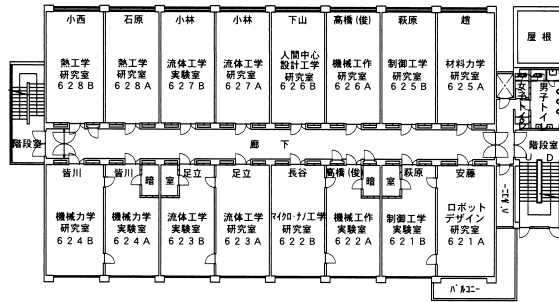 小西 石原 小林 小林 下山 高橋(俊) 萩原 趙
屋根
熱工学 熱工学 流体工学 流体工学 人間中心 機械工作 制御工学 材料力学
研究室 研究室 実験室 研究室 設計工学 研究室 研究室 研究室
628B 628A 627B 627A 研究室 626A 625B 625A
626B
女子トイ 男子トイ
階段室 廊下 階段室
U D
皆川 皆川 暗室 足立 足立 長谷 高橋(俊) 暗室 萩原 安藤
機械力学 機械力学 流体工学 流体工学 マイクロ・ナノ工学 機械工作 制御工学 ロボット
研究室 実験室 実験室 研究室 研究室 実験室 実験室 デザイン
624B 624A 623B 623A 622B 622A 621B 研究室
621A
バルコニー
バルコニー